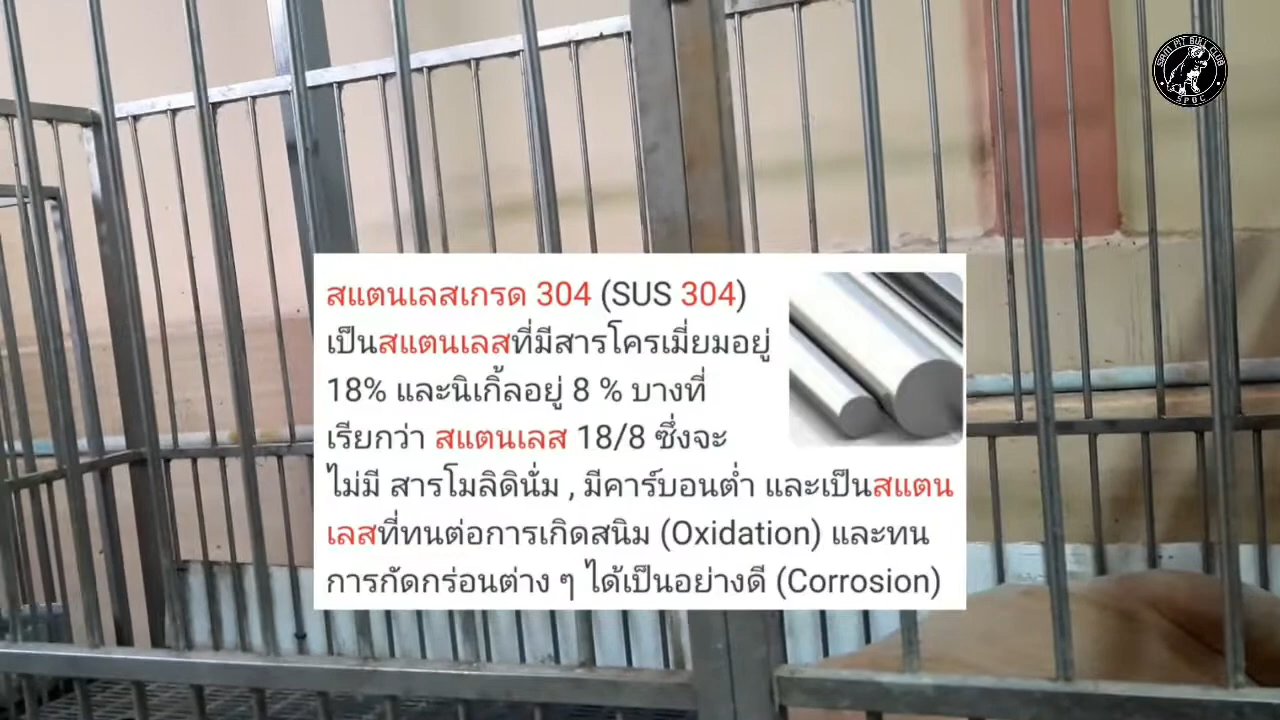 SIAM PIT BULL CLUB
SPBC
สแตนเลสเกรด 304 (SUS 304)
เป็นสแตนเลสที่มีสารโครเมี่ยมอยู่
18% และนิเกิ้ลอยู่ 8 % บางที่
เรียกว่า สแตนเลส 18/8 ซึ่งจะ
ไม่มี สารโมลิดินั่ม , มีคาร์บอนต่ำ และเป็นสแตน
เลสที่ทนต่อการเกิดสนิม (Oxidation) และทน
การกัดกร่อนต่าง ๆ ได้เป็นอย่างดี (Corrosion)